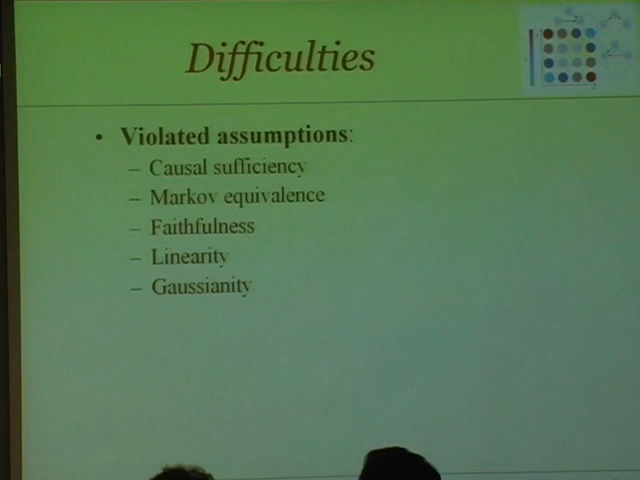 Difficulties
• Violated assumptions:
– Causal sufficiency
– Markov equivalence
– Faithfulness
– Linearity
– Gaussianity